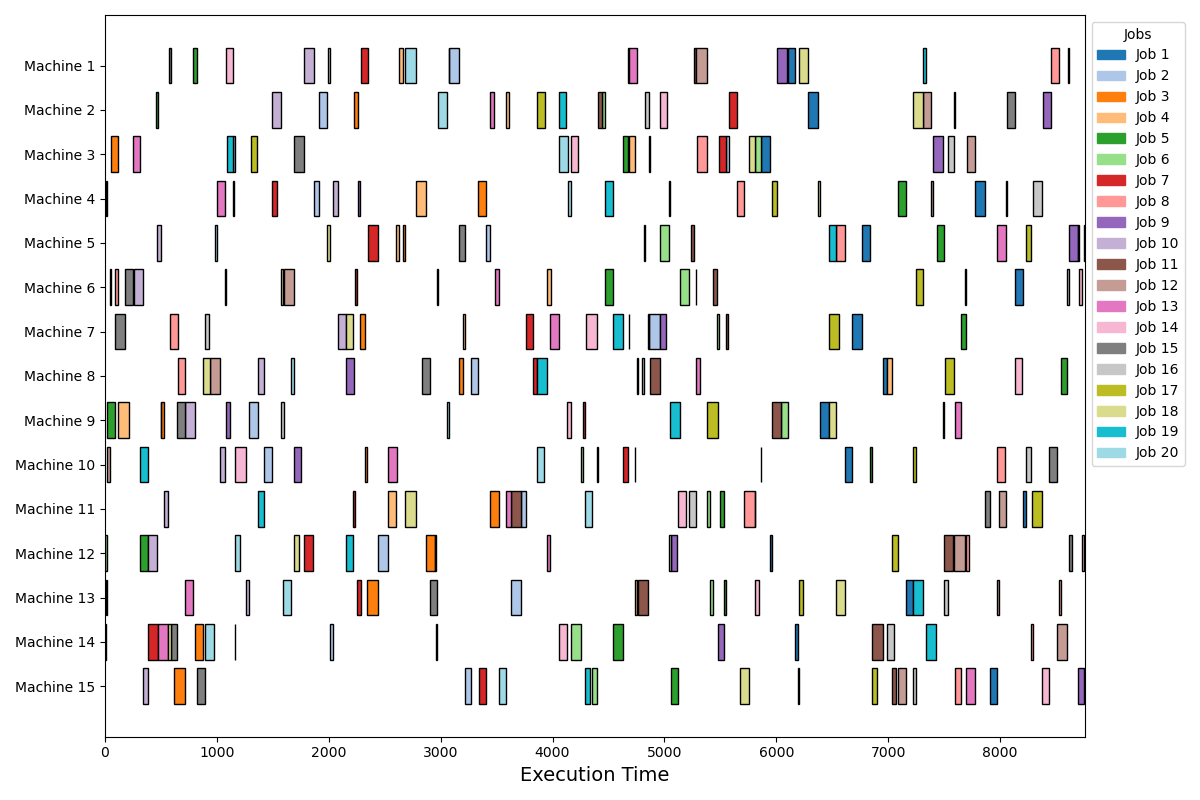 Machine 1
Machine 2
Machine 3
Machine 4
Machine 5
Machine 6
Machine 7
Machine 8
Machine 9
Machine 10
Machine 11
Machine 12
Machine 13
Machine 14
Machine 15
0 1000 2000 3000 4000 5000 6000 7000 8000
Execution Time
Jobs
Job 1
Job 2
Job 3
Job 4
Job 5
Job 6
Job 7
Job 8
Job 9
Job 10
Job 11
Job 12
Job 13
Job 14
Job 15
Job 16
Job 17
Job 18
Job 19
Job 20